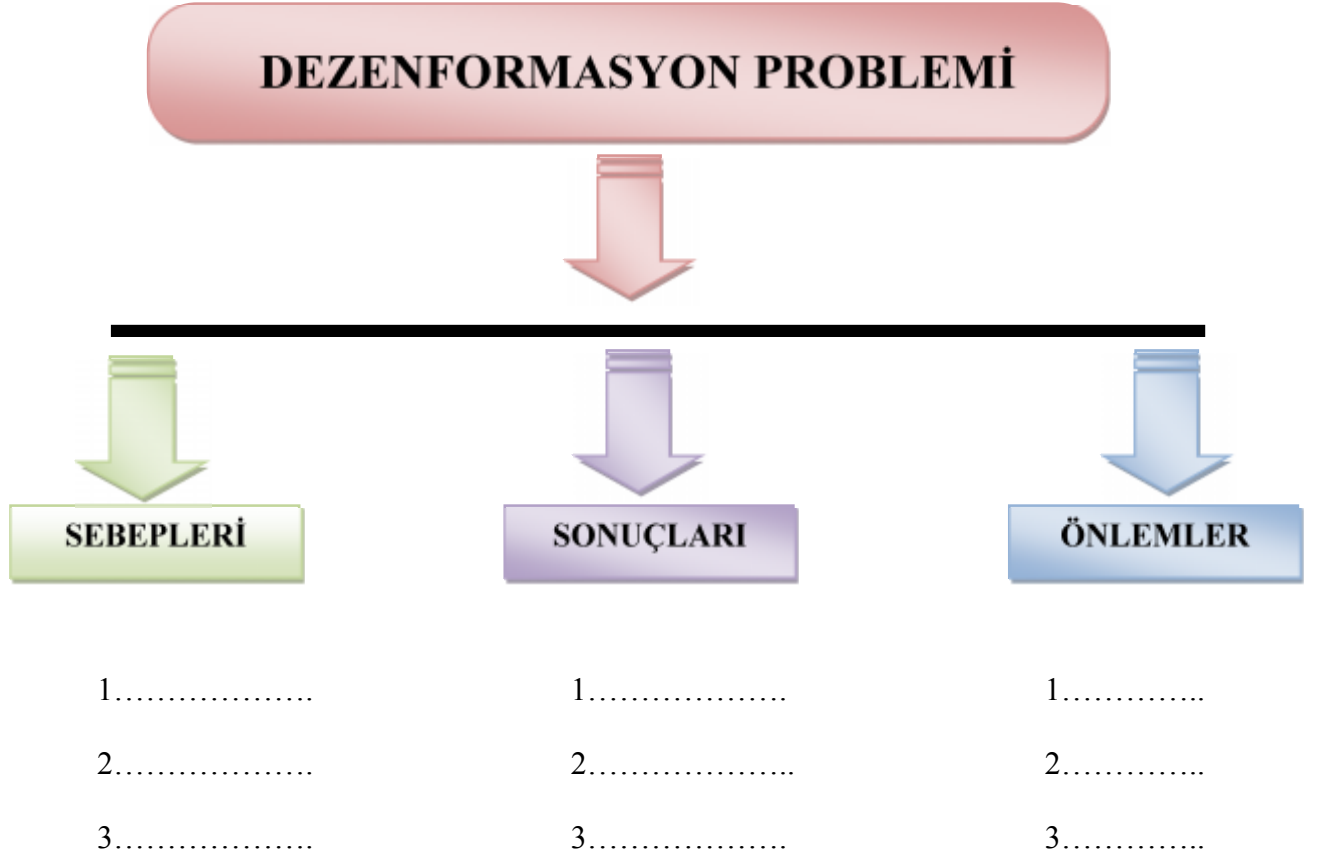 DEZENFORMASYON PROBLEMİ
SEBEPLERİ SONUÇLARI ÖNLEMLER
1………………. 1………………. 1…………..
2………………. 2……………….. 2…………..
3………………. 3………………. 3…………..